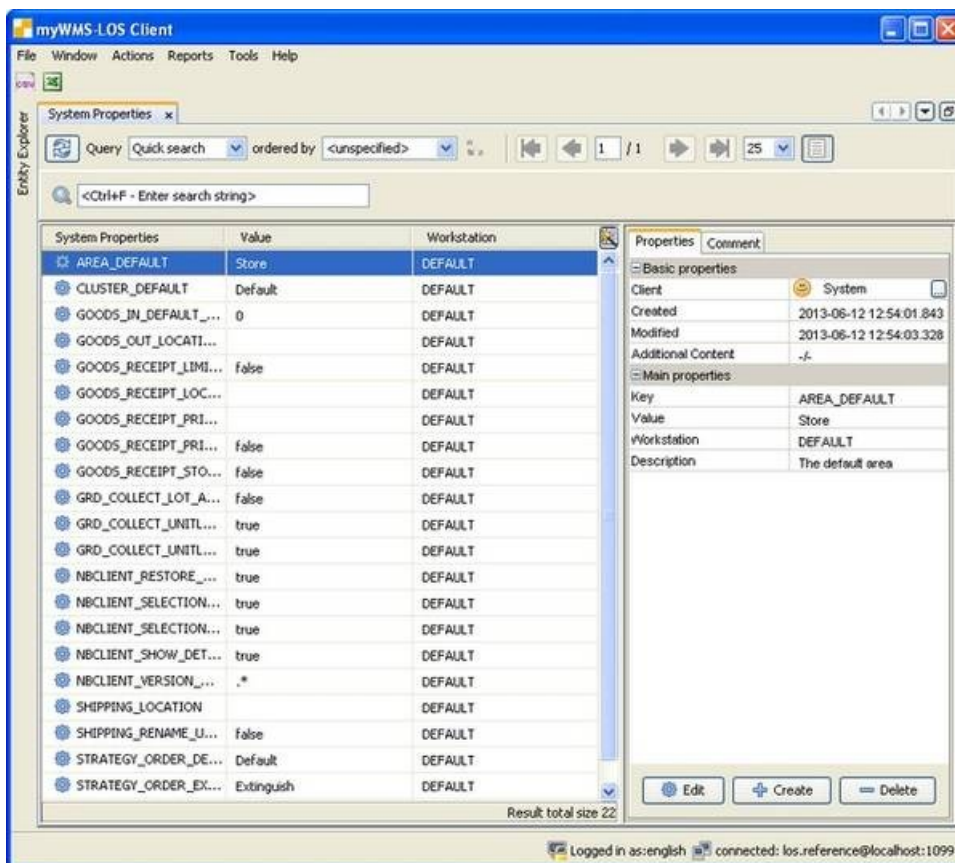 myWMS-LOS Client
File Window Actions Reports Tools Help
csv
Entity Explorer
System Properties x
Query Quick search ordered by <unspecified> 1 /1 25
<Ctrl+F - Enter search string>
System Properties Value Workstation
AREA_DEFAULT Store DEFAULT
CLUSTER_DEFAULT Default DEFAULT
GOODS_IN_DEFAULT_... 0 DEFAULT
GOODS_OUT_LOCATI... DEFAULT
GOODS_RECEIPT_LIMI... false DEFAULT
GOODS_RECEIPT_LOC... DEFAULT
GOODS_RECEIPT_PRI... DEFAULT
GOODS_RECEIPT_PRI... false DEFAULT
GOODS_RECEIPT_STO... false DEFAULT
GRD_COLLECT_LOT_A... false DEFAULT
GRD_COLLECT_UNITL... true DEFAULT
GRD_COLLECT_UNITL... true DEFAULT
NBCLIENT_RESTORE_... true DEFAULT
NBCLIENT_SELECTION... true DEFAULT
NBCLIENT_SELECTION... true DEFAULT
NBCLIENT_SHOW_DET... true DEFAULT
NBCLIENT_VERSION_... .* DEFAULT
SHIPPING_LOCATION DEFAULT
SHIPPING_RENAME_U... false DEFAULT
STRATEGY_ORDER_DE... Default DEFAULT
STRATEGY_ORDER_EX... Extinguish DEFAULT
Result total size 22
Properties Comment
Basic properties
Client System ...
Created 2013-06-12 12:54:01.843
Modified 2013-06-12 12:54:03.328
Additional Content -/-
Main properties
Key AREA_DEFAULT
Value Store
Workstation DEFAULT
Description The default area
Edit Create Delete
Logged in as:english connected: los.reference@localhost:1099